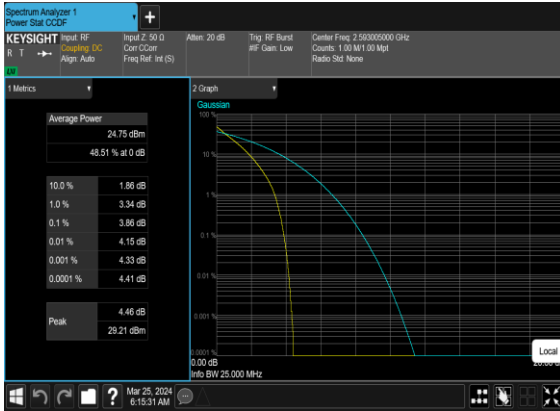 Spectrum Analyzer 1
Power Stat CCDF
KEYSIGHT
R T
Input: RF
Coupling: DC
Align: Auto
Input Z: 50 Ω
Corr CCorr
Freq Ref: Int (S)
Atten: 20 dB
Trig: RF Burst
#IF Gain: Low
Center Freq: 2.593005000 GHz
Counts: 1.00 M/1.00 Mpt
Radio Std: None
1 Metrics
Average Power
24.75 dBm
48.51 % at 0 dB
10.0 % 1.86 dB
1.0 % 3.34 dB
0.1 % 3.86 dB
0.01 % 4.15 dB
0.001 % 4.33 dB
0.0001 % 4.41 dB
Peak
4.46 dB
29.21 dBm
2 Graph
Gaussian
100 %
10 %
1 %
0.1 %
0.01 %
0.001 %
0.0001 %
0.00 dB
Info BW 25.000 MHz
Local
Mar 25, 2024
6:15:31 AM